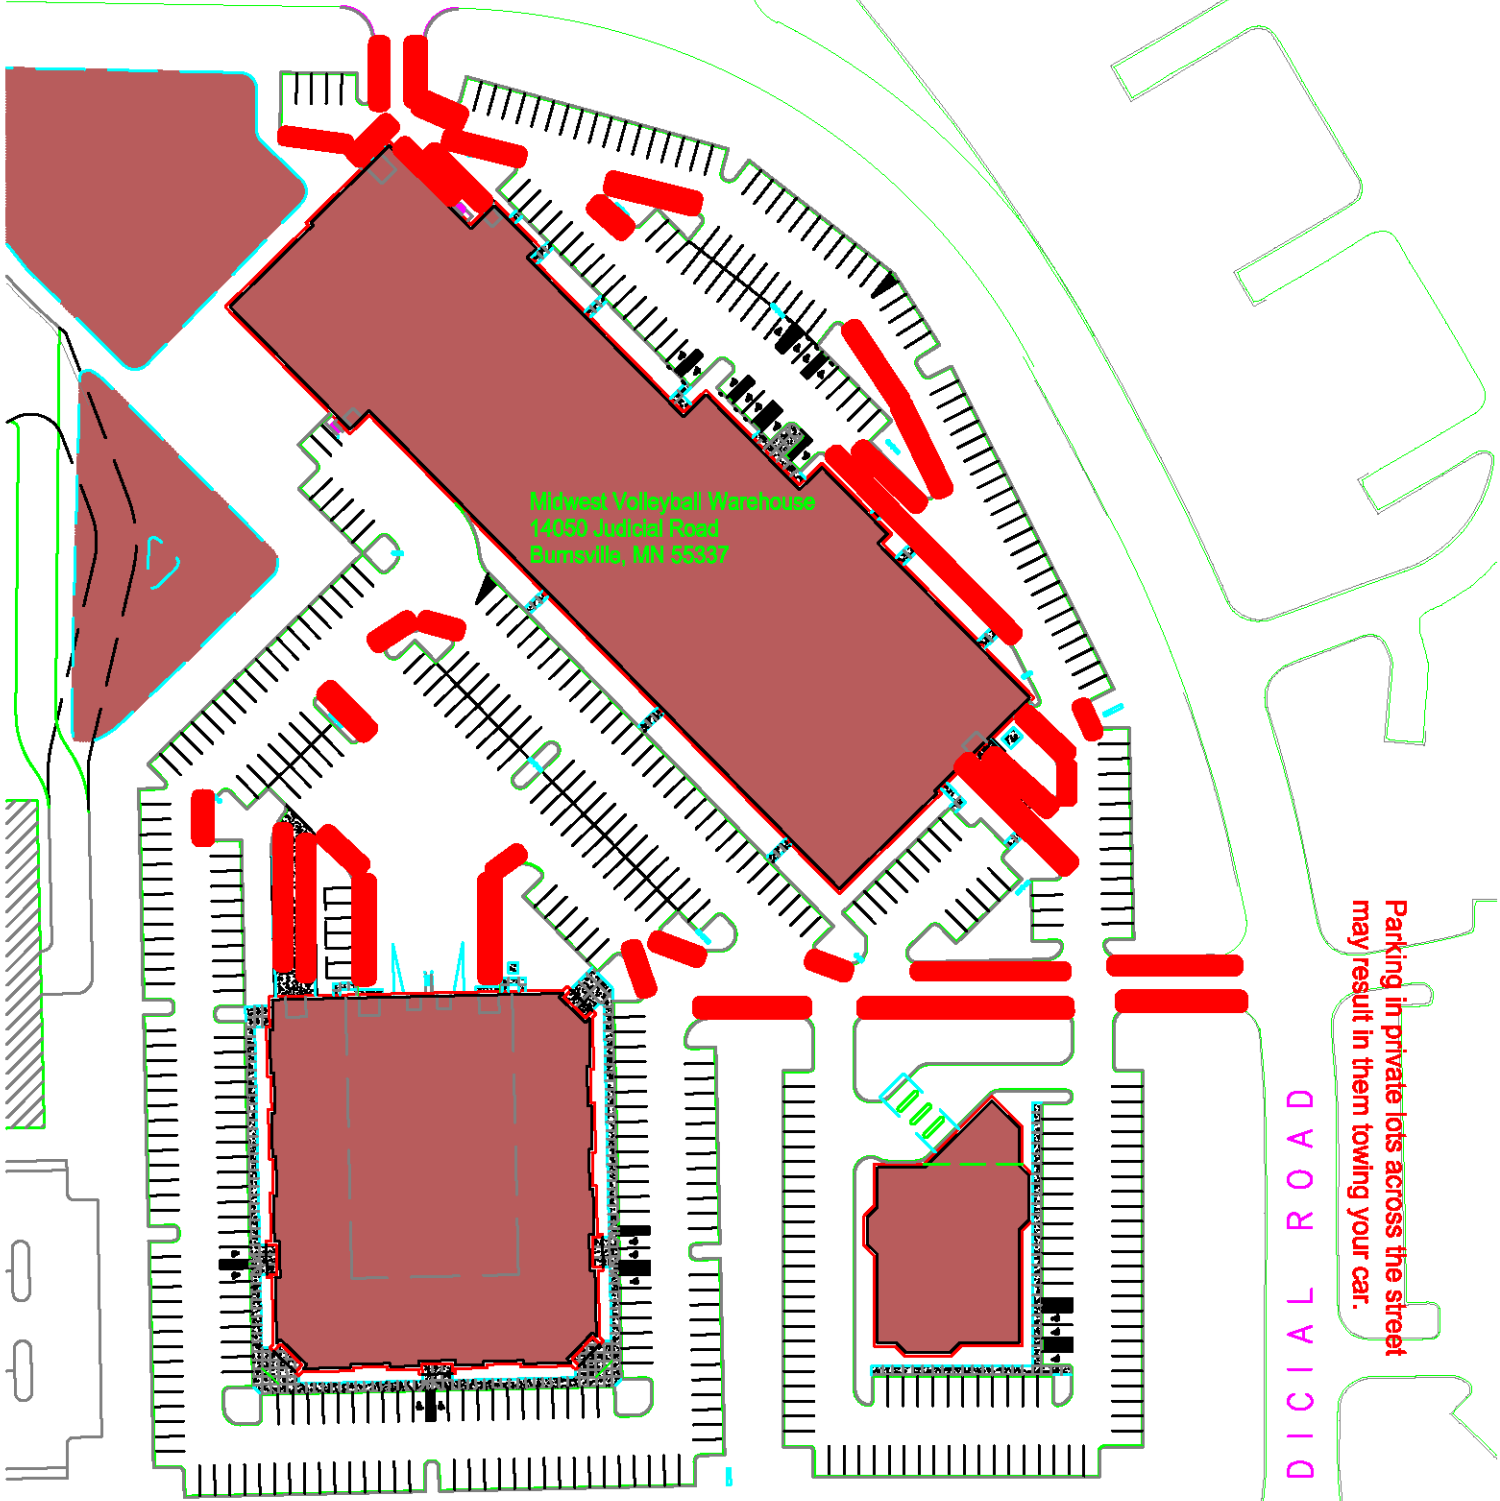 Midwest Volleyball Warehouse
14050 Judicial Road
Burnsville, MN 55337
Parking in private lots across the street
may result in them towing your car.
DICIAL ROAD